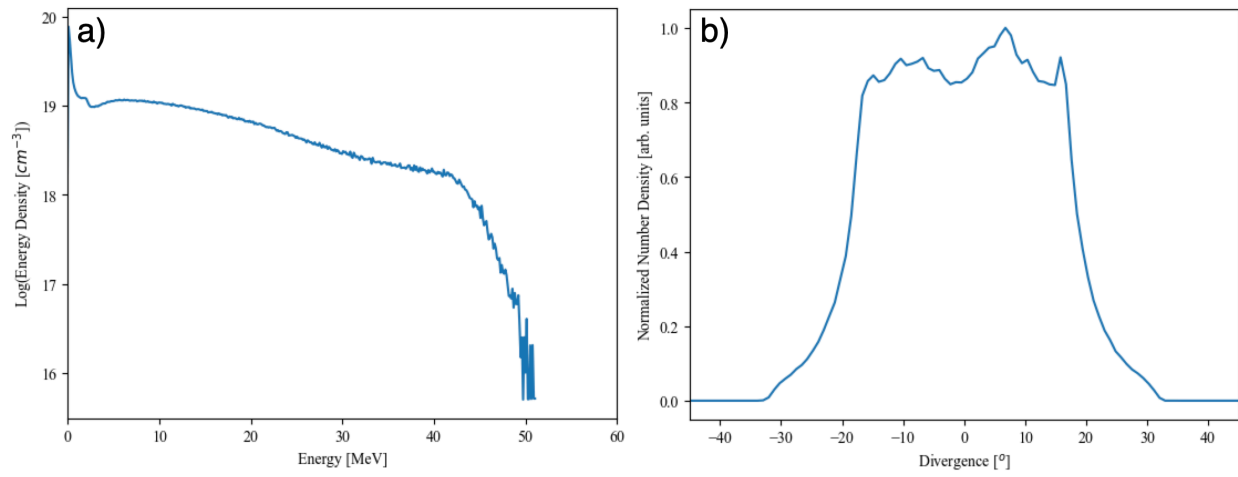 a)
20
19
18
17
16
Log(Energy Density [cm⁻³])
0 10 20 30 40 50 60
Energy [MeV]
b)
1.0
0.8
0.6
0.4
0.2
0.0
Normalized Number Density [arb. units]
−40 −30 −20 −10 0 10 20 30 40
Divergence [°]